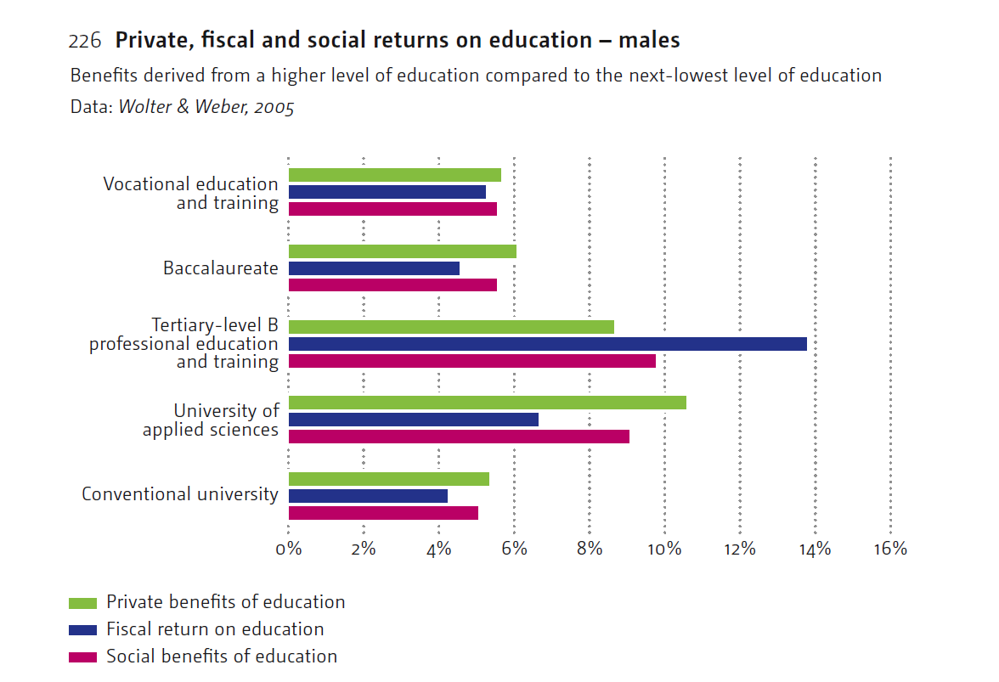 226 Private, fiscal and social returns on education – males
Benefits derived from a higher level of education compared to the next-lowest level of education
Data: Wolter & Weber, 2005
Vocational education
and training
Baccalaureate
Tertiary-level B
professional education
and training
University of
applied sciences
Conventional university
0% 2% 4% 6% 8% 10% 12% 14% 16%
Private benefits of education
Fiscal return on education
Social benefits of education